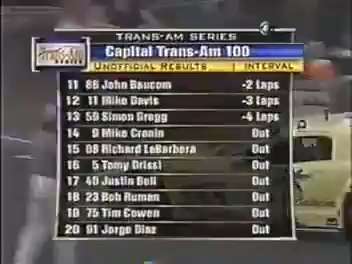 TRANS-AM SERIES
Capital Trans-Am 100
UNOFFICIAL RESULTS INTERVAL
11 86 John Baucom -2 Laps
12 11 Mike Davis -3 Laps
13 59 Simon Gregg -4 Laps
14 9 Mike Cronin Out
15 08 Richard LaBarbera Out
16 5 Tomy Drissi Out
17 40 Justin Bell Out
18 23 Bob Ruman Out
19 75 Tim Cowen Out
20 91 Jorge Diaz Out